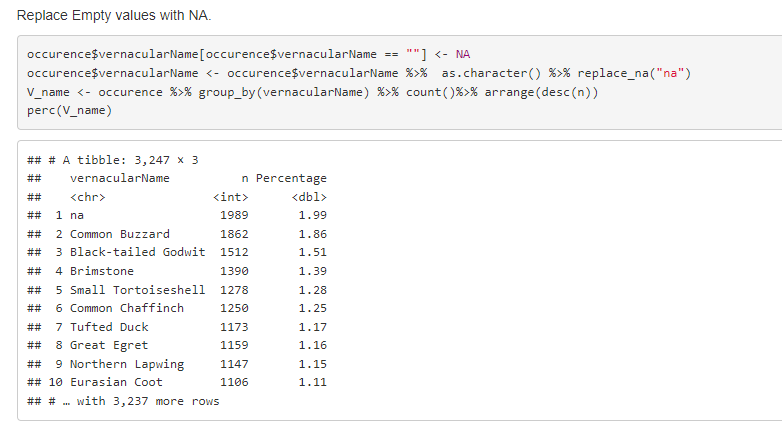 Replace Empty values with NA.
occurence$vernacularName[occurence$vernacularName == ""] <- NA
occurence$vernacularName <- occurence$vernacularName %>%  as.character() %>% replace_na("na")
V_name <- occurence %>% group_by(vernacularName) %>% count()%>% arrange(desc(n))
perc(V_name)
## # A tibble: 3,247 x 3
##    vernacularName          n Percentage
##    <chr>               <int>      <dbl>
##  1 na                   1989       1.99
##  2 Common Buzzard       1862       1.86
##  3 Black-tailed Godwit  1512       1.51
##  4 Brimstone            1390       1.39
##  5 Small Tortoiseshell  1278       1.28
##  6 Common Chaffinch     1250       1.25
##  7 Tufted Duck          1173       1.17
##  8 Great Egret          1159       1.16
##  9 Northern Lapwing     1147       1.15
## 10 Eurasian Coot        1106       1.11
## # … with 3,237 more rows